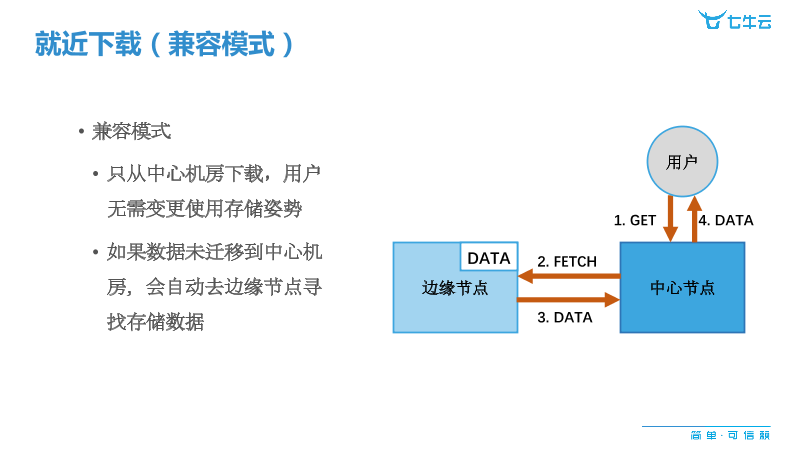 七牛云
就近下载（兼容模式）
• 兼容模式
• 只从中心机房下载，用户
无需变更使用存储姿势
• 如果数据未迁移到中心机
房，会自动去边缘节点寻
找存储数据
用户
1. GET
4. DATA
DATA
2. FETCH
边缘节点
中心节点
3. DATA
简单·可信赖